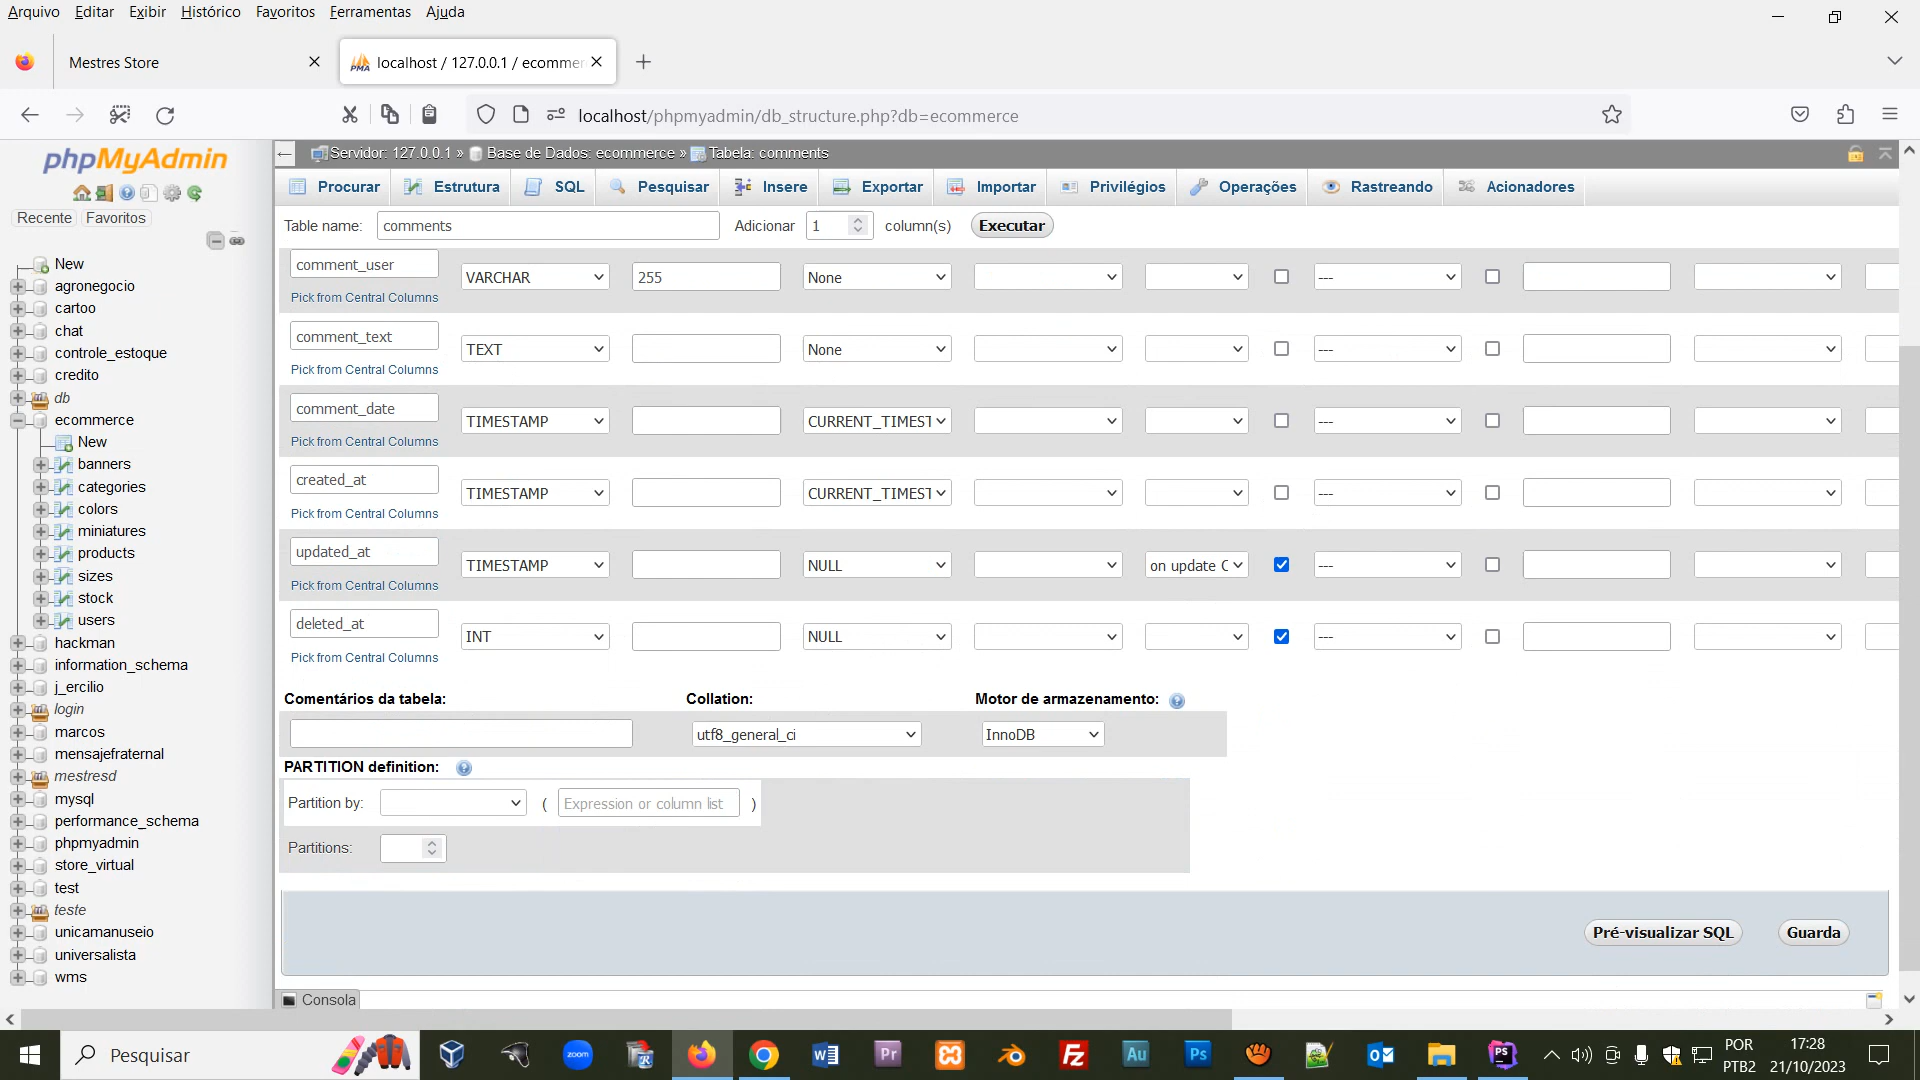 Arquivo Editar Exibir Histórico Favoritos Ferramentas Ajuda
Mestres Store
localhost / 127.0.0.1 / ecommer
localhost/phpmyadmin/db_structure.php?db=ecommerce
phpMyAdmin
Recente Favoritos
New
agronegocio
cartoo
chat
controle_estoque
credito
db
ecommerce
New
banners
categories
colors
miniatures
products
sizes
stock
users
hackman
information_schema
j_ercilio
login
marcos
mensajefraternal
mestresd
mysql
performance_schema
phpmyadmin
store_virtual
test
teste
unicamanuseio
universalista
wms
Servidor: 127.0.0.1 » Base de Dados: ecommerce » Tabela: comments
Procurar Estrutura SQL Pesquisar Insere Exportar Importar Privilégios Operações Rastreando Acionadores
Table name: comments Adicionar 1 column(s) Executar
comment_user VARCHAR 255 None ---
Pick from Central Columns
comment_text TEXT None ---
Pick from Central Columns
comment_date TIMESTAMP CURRENT_TIMEST ---
Pick from Central Columns
created_at TIMESTAMP CURRENT_TIMEST ---
Pick from Central Columns
updated_at TIMESTAMP NULL on update C ---
Pick from Central Columns
deleted_at INT NULL ---
Pick from Central Columns
Comentários da tabela: Collation: Motor de armazenamento:
utf8_general_ci InnoDB
PARTITION definition:
Partition by: ( Expression or column list )
Partitions:
Pré-visualizar SQL Guarda
Consola
Pesquisar
POR
PTB2
17:28
21/10/2023